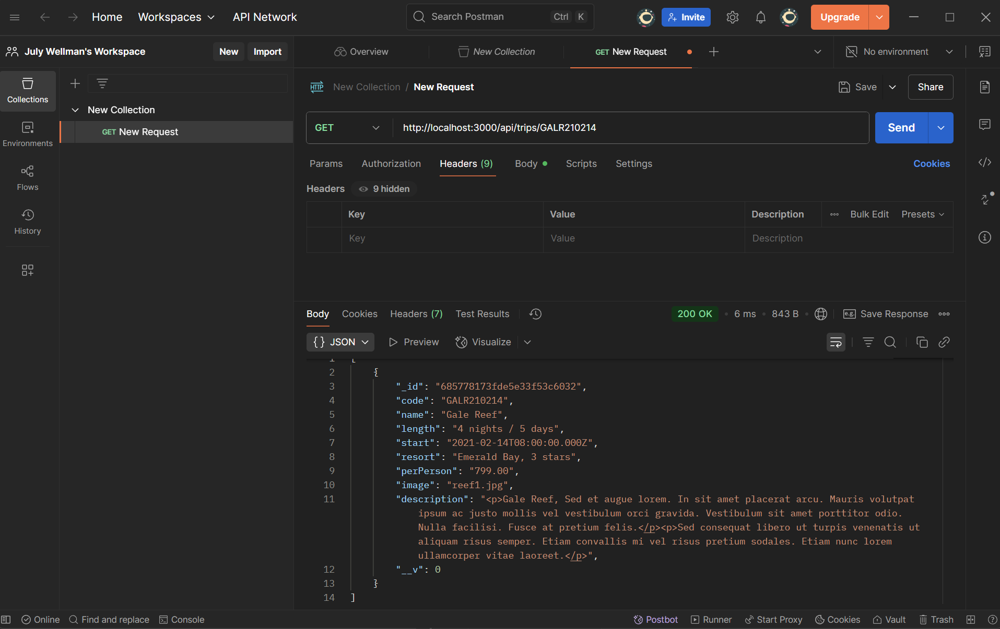 Home Workspaces API Network Search Postman Ctrl K Invite Upgrade
July Wellman's Workspace New Import Overview New Collection GET New Request No environment
Collections
Environments
Flows
History
New Collection
GET New Request
HTTP New Collection / New Request Save Share
GET http://localhost:3000/api/trips/GALR210214 Send
Params Authorization Headers (9) Body Scripts Settings Cookies
Headers 9 hidden
Key Value Description Bulk Edit Presets
Key Value Description
Body Cookies Headers (7) Test Results 200 OK 6 ms 843 B e.g. Save Response
{} JSON Preview Visualize
1 [
2 {
3 "_id": "685778173fde5e33f53c6032",
4 "code": "GALR210214",
5 "name": "Gale Reef",
6 "length": "4 nights / 5 days",
7 "start": "2021-02-14T08:00:00.000Z",
8 "resort": "Emerald Bay, 3 stars",
9 "perPerson": "799.00",
10 "image": "reef1.jpg",
11 "description": "<p>Gale Reef, Sed et augue lorem. In sit amet placerat arcu. Mauris volutpat
ipsum ac justo mollis vel vestibulum orci gravida. Vestibulum sit amet porttitor odio.
Nulla facilisi. Fusce at pretium felis.</p><p>Sed consequat libero ut turpis venenatis ut
aliquam risus semper. Etiam convallis mi vel risus pretium sodales. Etiam nunc lorem
ullamcorper vitae laoreet.</p>",
12 "__v": 0
13 }
14 ]
Online Find and replace Console Postbot Runner Start Proxy Cookies Vault Trash